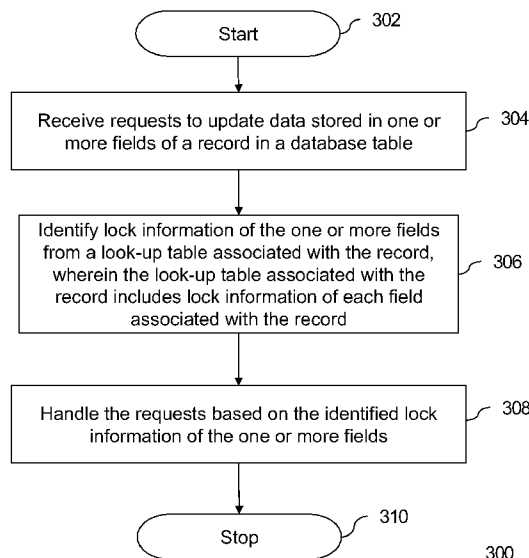 Start
302
Receive requests to update data stored in one or
more fields of a record in a database table
304
Identify lock information of the one or more fields
from a look-up table associated with the record,
wherein the look-up table associated with the
record includes lock information of each field
associated with the record
306
Handle the requests based on the identified lock
information of the one or more fields
308
Stop
310
300